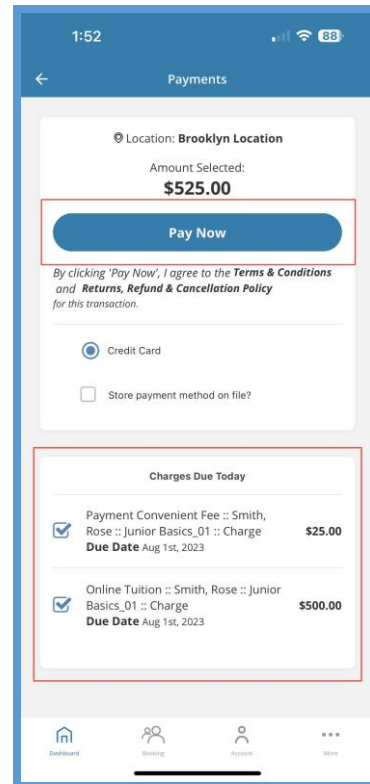 1:52
88
Payments
Location: Brooklyn Location
Amount Selected:
$525.00
Pay Now
By clicking 'Pay Now', I agree to the Terms & Conditions
and Returns, Refund & Cancellation Policy
for this transaction.
Credit Card
Store payment method on file?
Charges Due Today
Payment Convenient Fee :: Smith,
Rose :: Junior Basics_01 :: Charge $25.00
Due Date Aug 1st, 2023
Online Tuition :: Smith, Rose :: Junior
Basics_01 :: Charge $500.00
Due Date Aug 1st, 2023
Dashboard Booking Account More